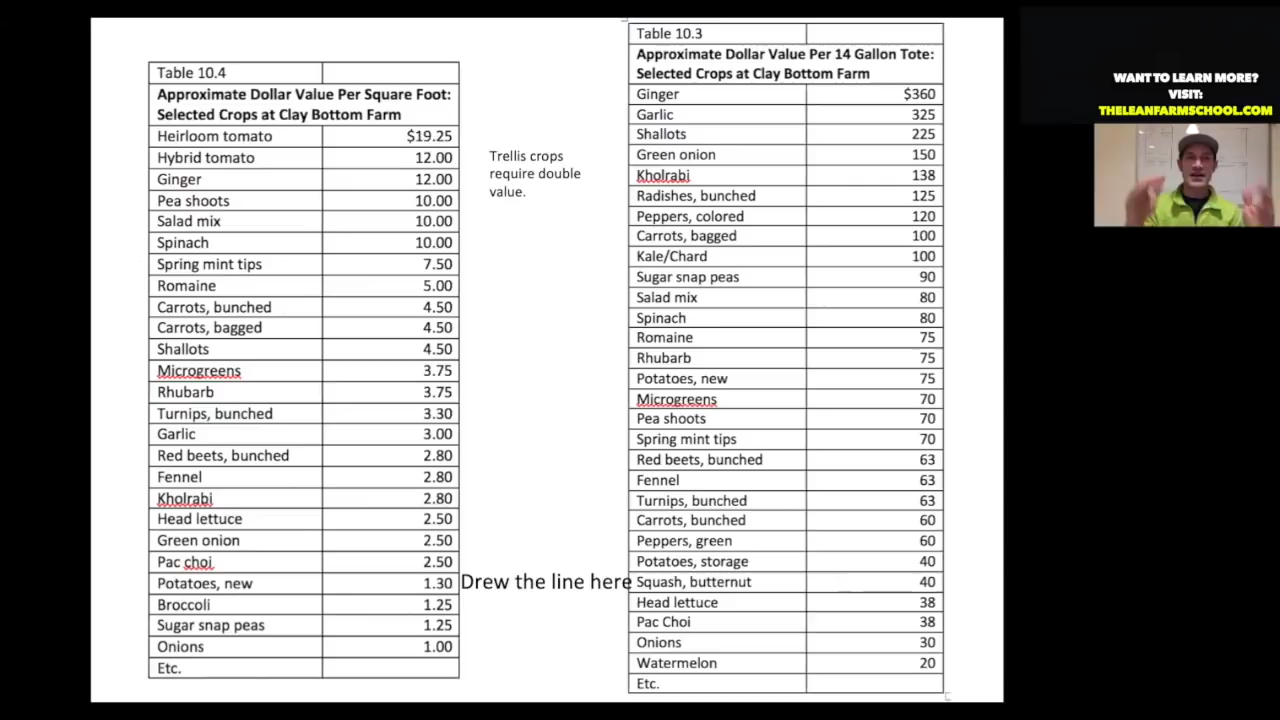 Table 10.4
Approximate Dollar Value Per Square Foot:
Selected Crops at Clay Bottom Farm
Heirloom tomato $19.25
Hybrid tomato 12.00
Ginger 12.00
Pea shoots 10.00
Salad mix 10.00
Spinach 10.00
Spring mint tips 7.50
Romaine 5.00
Carrots, bunched 4.50
Carrots, bagged 4.50
Shallots 4.50
Microgreens 3.75
Rhubarb 3.75
Turnips, bunched 3.30
Garlic 3.00
Red beets, bunched 2.80
Fennel 2.80
Kholrabi 2.80
Head lettuce 2.50
Green onion 2.50
Pac choi 2.50
Potatoes, new 1.30
Broccoli 1.25
Sugar snap peas 1.25
Onions 1.00
Etc.
Trellis crops
require double
value.
Drew the line here
Table 10.3
Approximate Dollar Value Per 14 Gallon Tote:
Selected Crops at Clay Bottom Farm
Ginger $360
Garlic 325
Shallots 225
Green onion 150
Kholrabi 138
Radishes, bunched 125
Peppers, colored 120
Carrots, bagged 100
Kale/Chard 100
Sugar snap peas 90
Salad mix 80
Spinach 80
Romaine 75
Rhubarb 75
Potatoes, new 75
Microgreens 70
Pea shoots 70
Spring mint tips 70
Red beets, bunched 63
Fennel 63
Turnips, bunched 63
Carrots, bunched 60
Peppers, green 60
Potatoes, storage 40
Squash, butternut 40
Head lettuce 38
Pac Choi 38
Onions 30
Watermelon 20
Etc.
WANT TO LEARN MORE?
VISIT:
THELEANFARMSCHOOL.COM